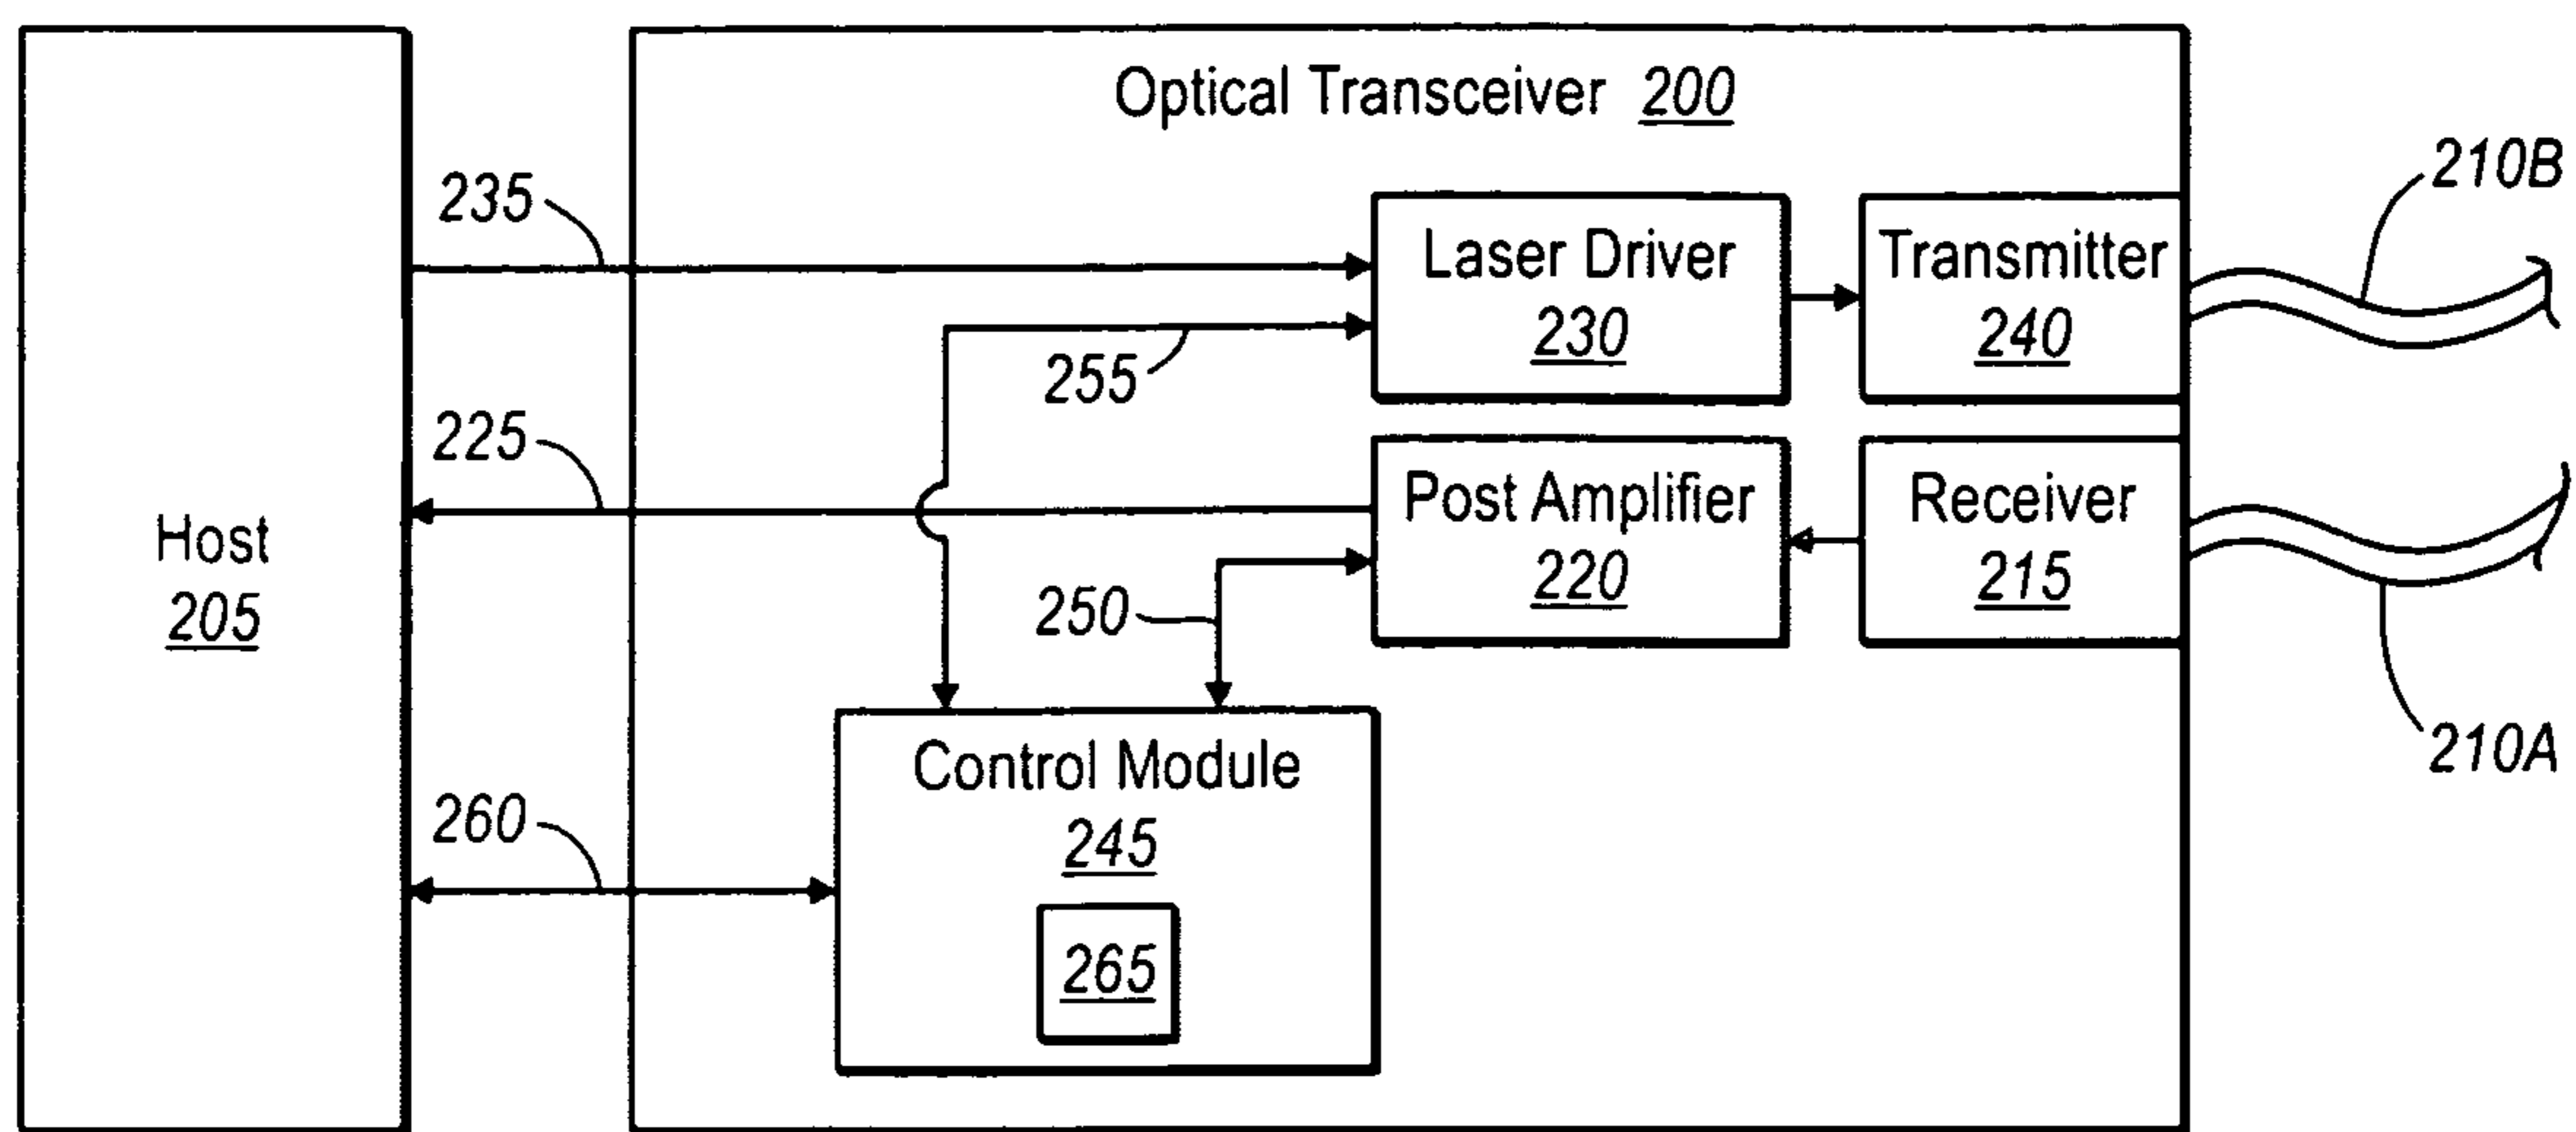 Optical Transceiver 200
210B
235
Laser Driver
230
Transmitter
240
255
225
Post Amplifier
220
Receiver
215
Host
205
250
210A
Control Module
245
260
265